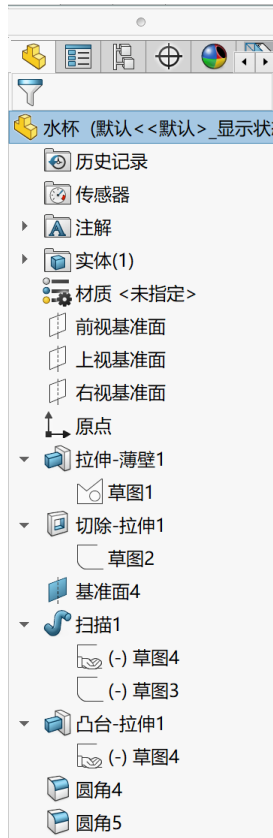 水杯 (默认<<默认>_显示状
历史记录
传感器
注解
实体(1)
材质 <未指定>
前视基准面
上视基准面
右视基准面
原点
拉伸-薄壁1
草图1
切除-拉伸1
草图2
基准面4
扫描1
(-) 草图4
(-) 草图3
凸台-拉伸1
(-) 草图4
圆角4
圆角5